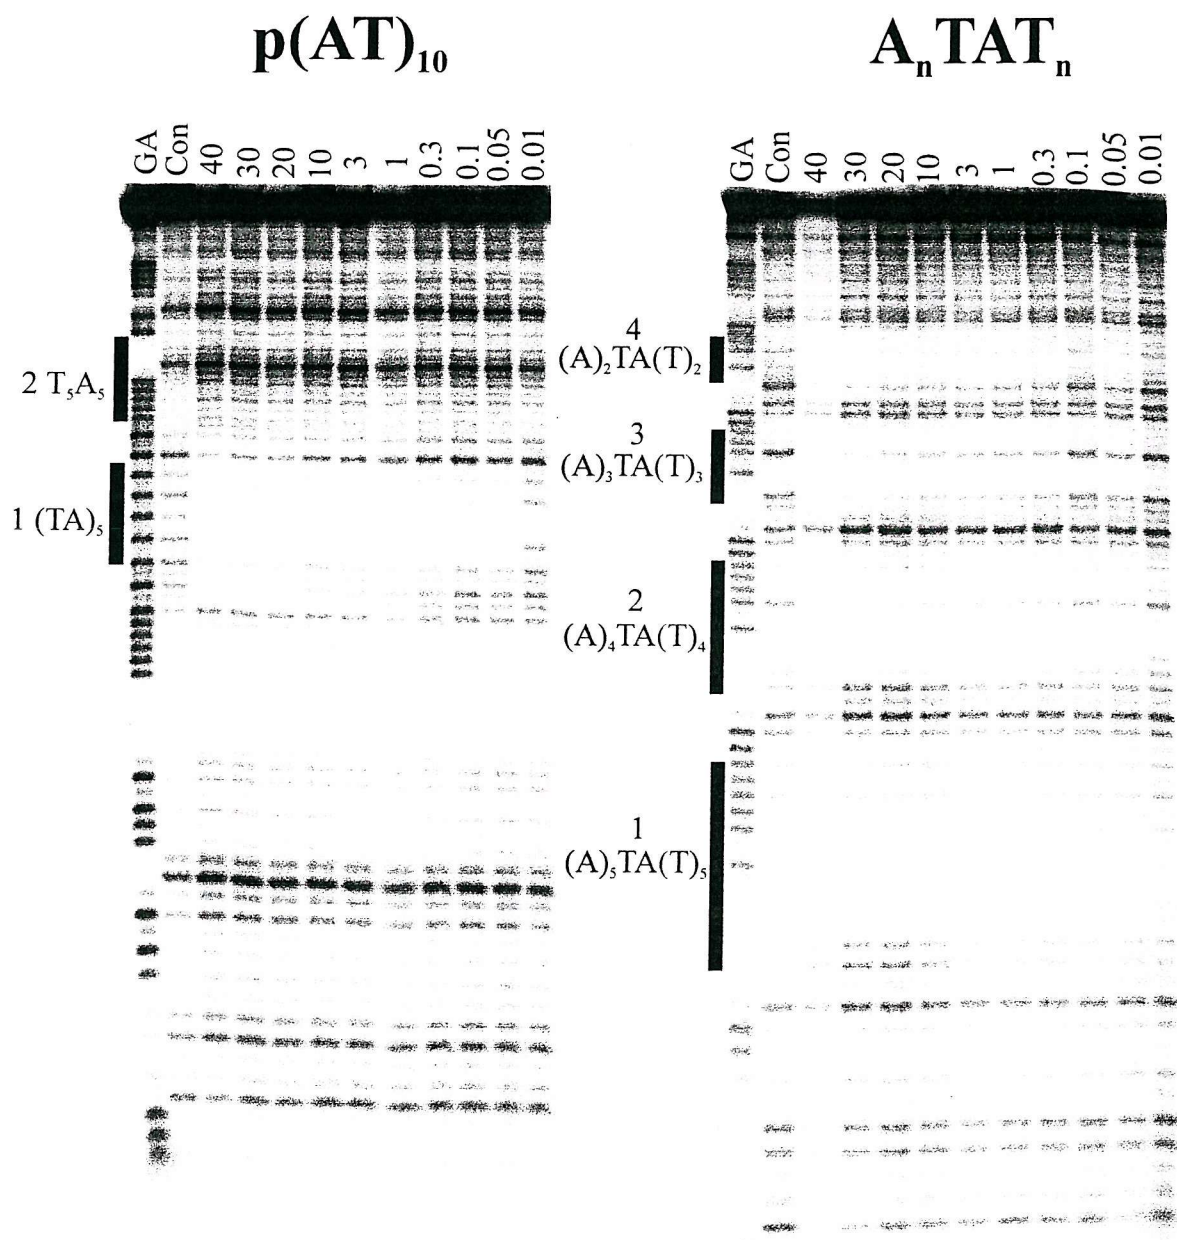 p(AT)₁₀
AₙTATₙ
GA Con 40 30 20 10 3 1 0.3 0.1 0.05 0.01
GA Con 40 30 20 10 3 1 0.3 0.1 0.05 0.01
2 T₅A₅
1 (TA)₅
4
(A)₂TA(T)₂
3
(A)₃TA(T)₃
2
(A)₄TA(T)₄
1
(A)₅TA(T)₅